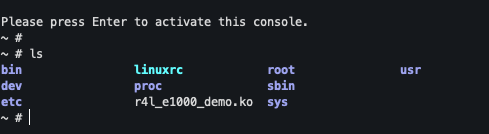 Please press Enter to activate this console.
~ #
~ # ls
bin linuxrc root usr
dev proc sbin
etc r4l_e1000_demo.ko sys
~ #